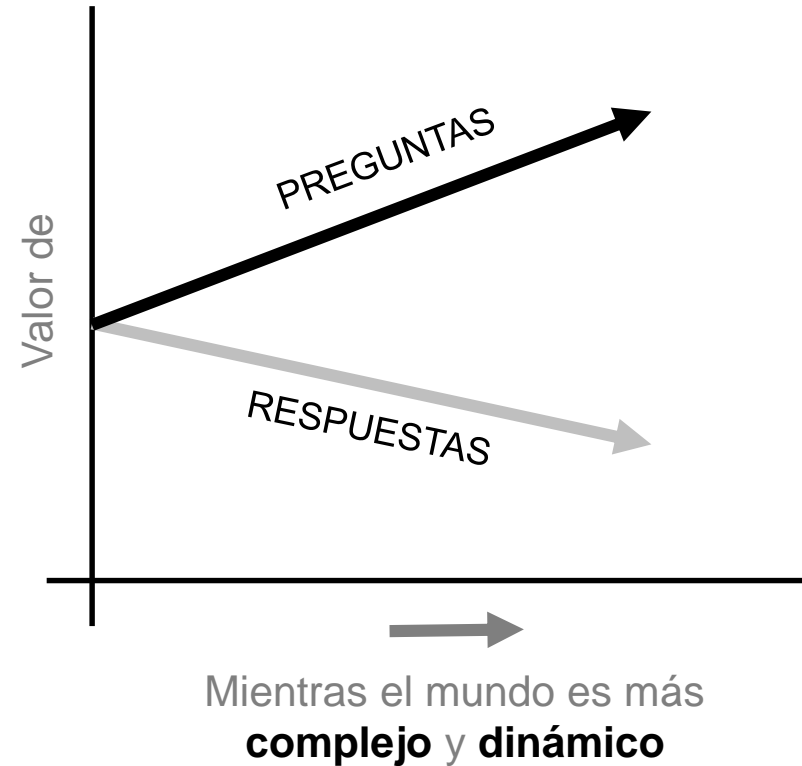 PREGUNTAS
Valor de
RESPUESTAS
Mientras el mundo es más
complejo y dinámico